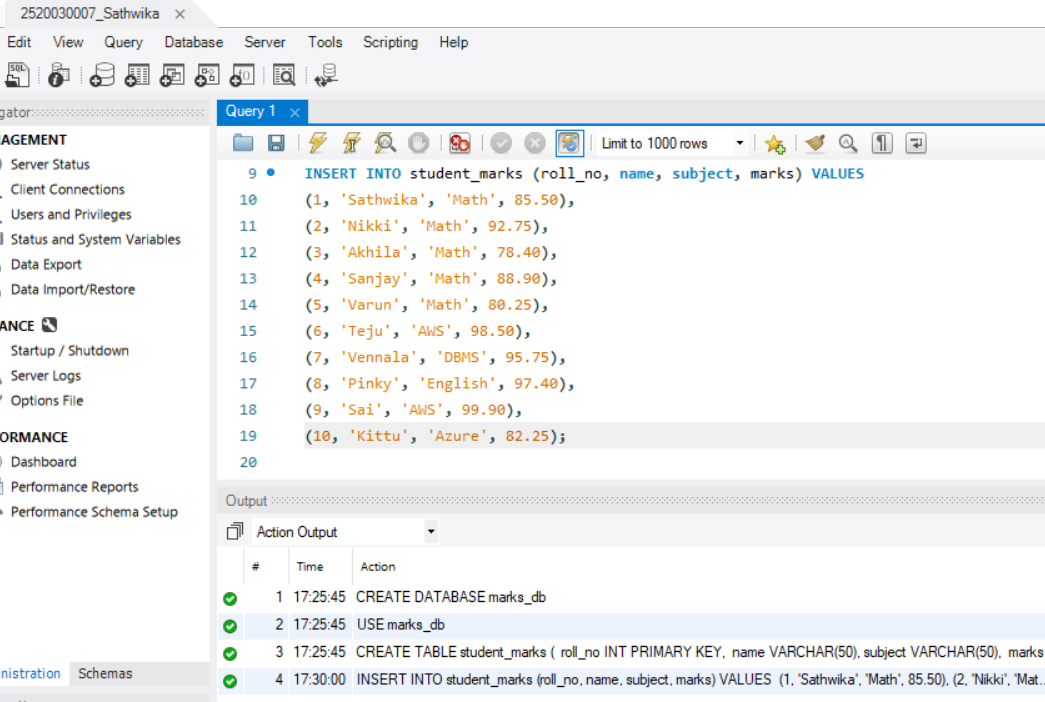 2520030007_Sathwika ×
Edit View Query Database Server Tools Scripting Help
gator
Query 1 ×
Limit to 1000 rows
AGEMENT
Server Status
Client Connections
Users and Privileges
Status and System Variables
Data Export
Data Import/Restore
ANCE
Startup / Shutdown
Server Logs
Options File
ORMANCE
Dashboard
Performance Reports
Performance Schema Setup
nistration Schemas
9 INSERT INTO student_marks (roll_no, name, subject, marks) VALUES
10 (1, 'Sathwika', 'Math', 85.50),
11 (2, 'Nikki', 'Math', 92.75),
12 (3, 'Akhila', 'Math', 78.40),
13 (4, 'Sanjay', 'Math', 88.90),
14 (5, 'Varun', 'Math', 80.25),
15 (6, 'Teju', 'AWS', 98.50),
16 (7, 'Vennala', 'DBMS', 95.75),
17 (8, 'Pinky', 'English', 97.40),
18 (9, 'Sai', 'AWS', 99.90),
19 (10, 'Kittu', 'Azure', 82.25);
20
Output
Action Output
# Time Action
1 17:25:45 CREATE DATABASE marks_db
2 17:25:45 USE marks_db
3 17:25:45 CREATE TABLE student_marks ( roll_no INT PRIMARY KEY, name VARCHAR(50), subject VARCHAR(50), marks
4 17:30:00 INSERT INTO student_marks (roll_no, name, subject, marks) VALUES (1, 'Sathwika', 'Math', 85.50), (2, 'Nikki', 'Mat...